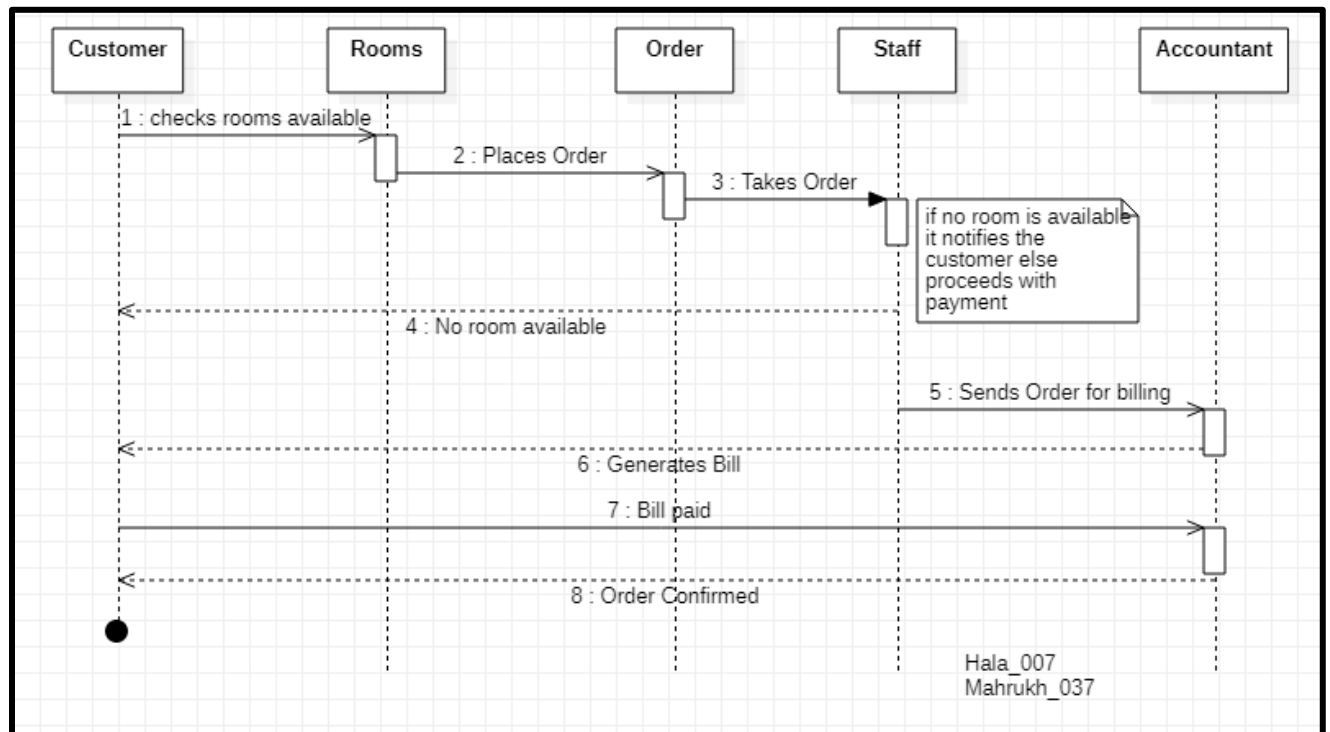 Customer
Rooms
Order
Staff
Accountant
1 : checks rooms available
2 : Places Order
3 : Takes Order
if no room is available
it notifies the
customer else
proceeds with
payment
4 : No room available
5 : Sends Order for billing
6 : Generates Bill
7 : Bill paid
8 : Order Confirmed
Hala_007
Mahrukh_037